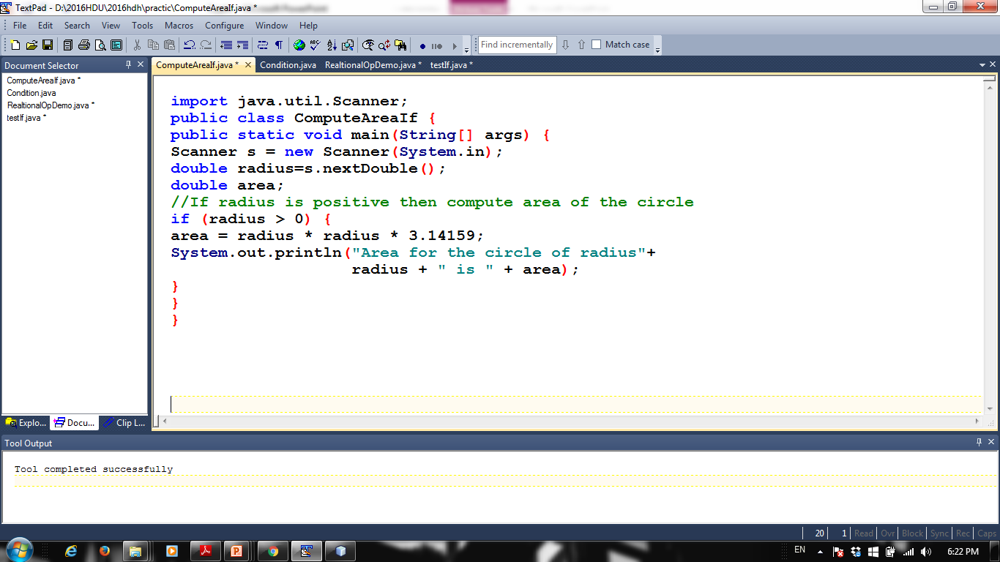 TextPad - D:\2016HDU\2016hdh\practic\ComputeAreaIf.java *
File Edit Search View Tools Macros Configure Window Help
Find incrementally Match case
Document Selector
ComputeAreaIf.java *
Condition.java
RealtionalOpDemo.java *
testIf.java *
Explo... Docu... Clip L...
ComputeAreaIf.java * Condition.java RealtionalOpDemo.java * testIf.java *
import java.util.Scanner;
public class ComputeAreaIf {
public static void main(String[] args) {
Scanner s = new Scanner(System.in);
double radius=s.nextDouble();
double area;
//If radius is positive then compute area of the circle
if (radius > 0) {
area = radius * radius * 3.14159;
System.out.println("Area for the circle of radius"+
radius + " is " + area);
}
}
}
Tool Output
Tool completed successfully
20 1 Read Ovr Block Sync Rec Caps
EN 6:22 PM